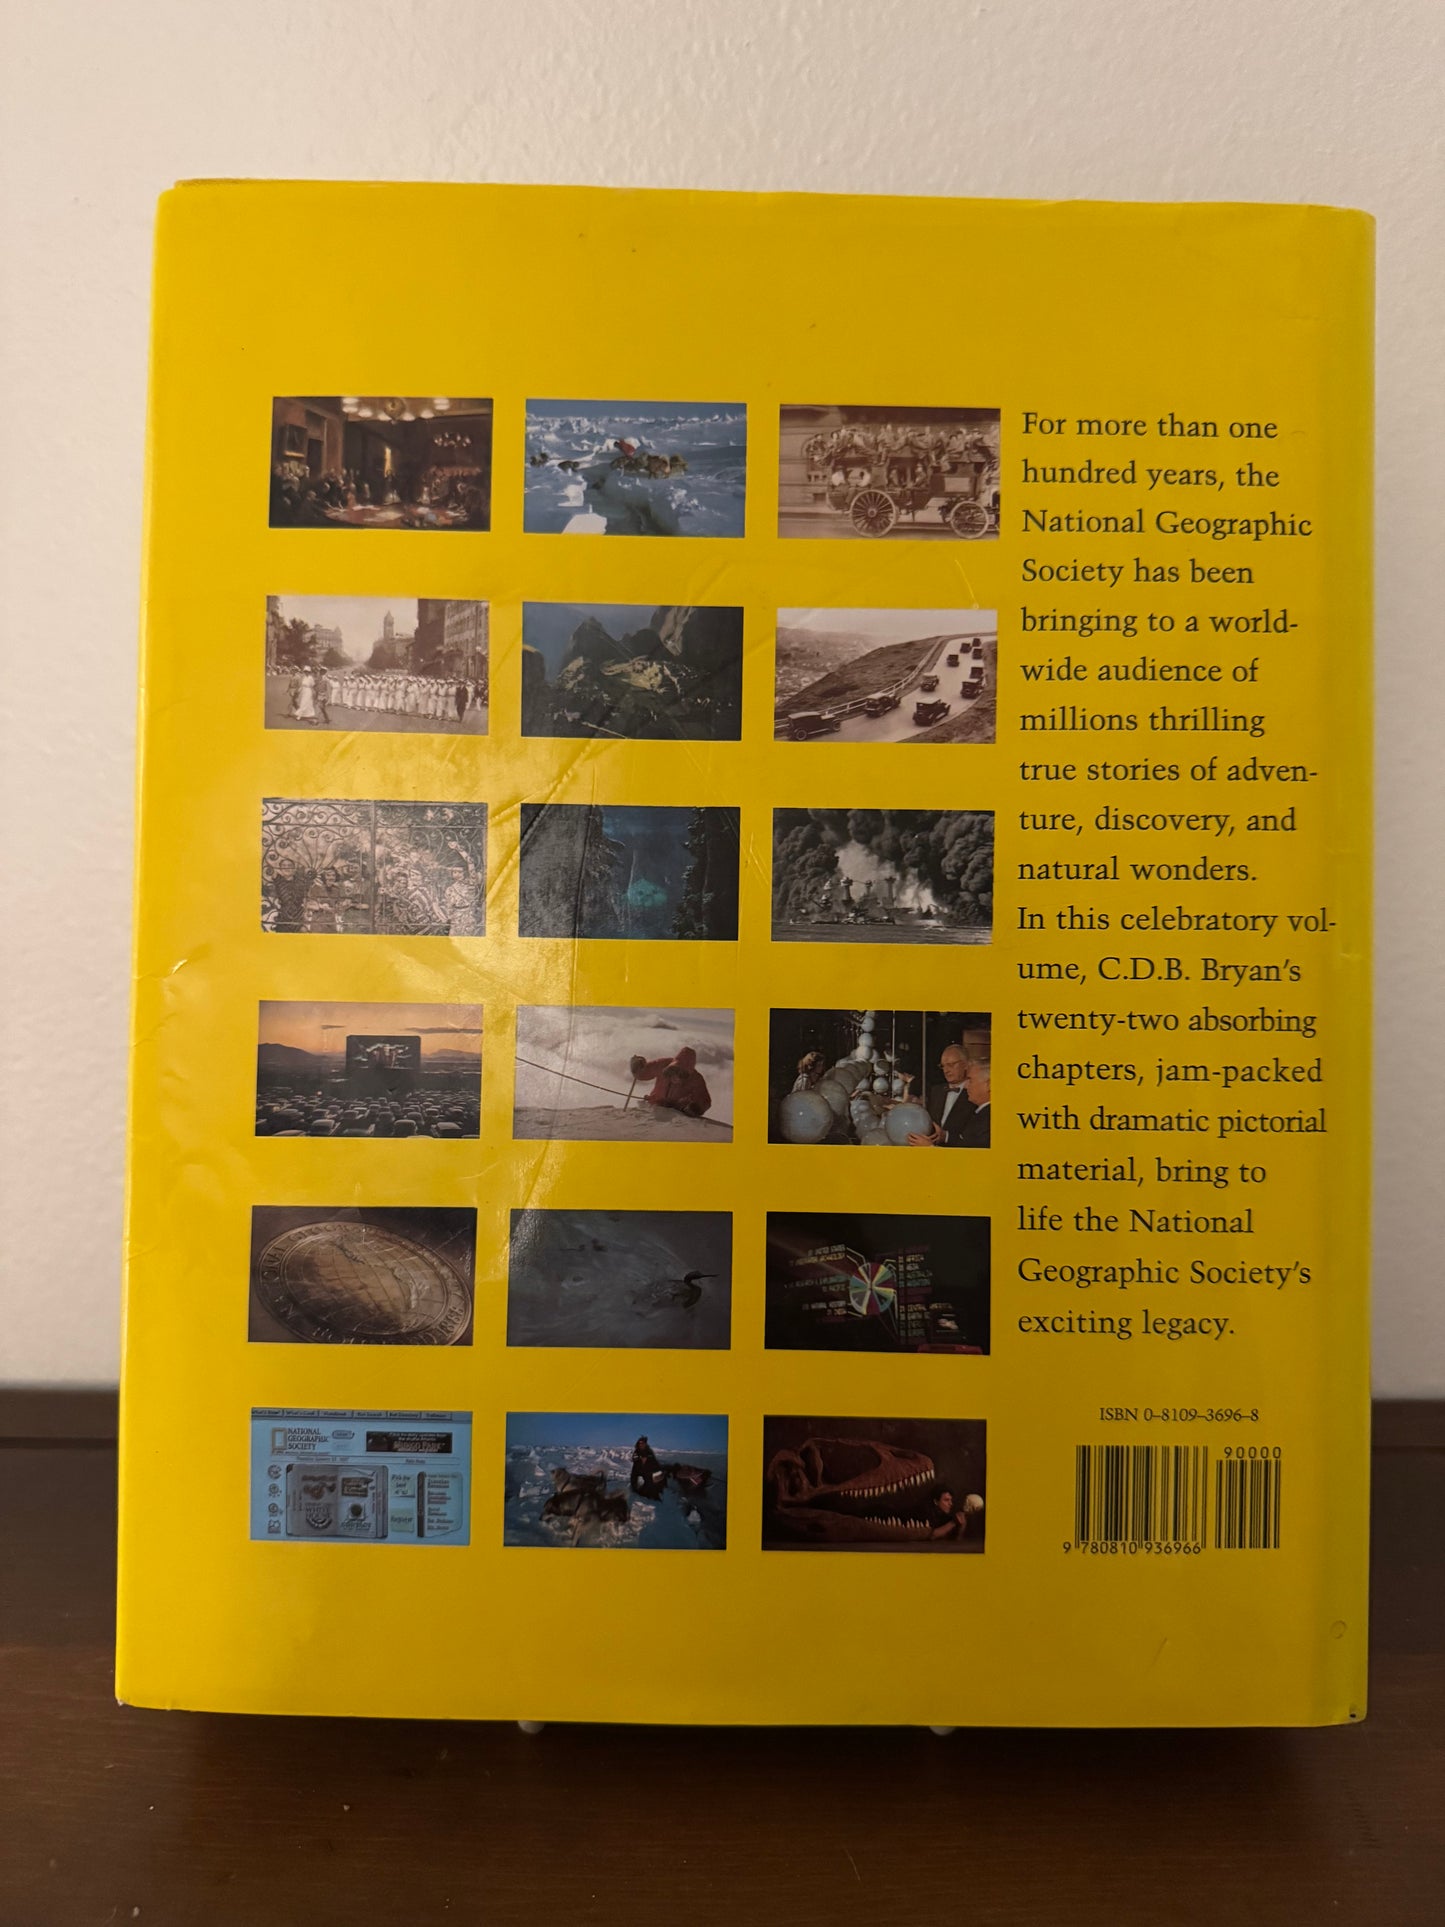 For more than one
hundred years, the
National Geographic
Society has been
bringing to a world-
wide audience of
millions thrilling
true stories of adven-
ture, discovery, and
natural wonders.
In this celebratory vol-
ume, C.D.B. Bryan's
twenty-two absorbing
chapters, jam-packed
with dramatic pictorial
material, bring to
life the National
Geographic Society's
exciting legacy.
NATIONAL
GEOGRAPHIC
SOCIETY
ISBN 0-8109-3696-8
90000
9 780810 936966